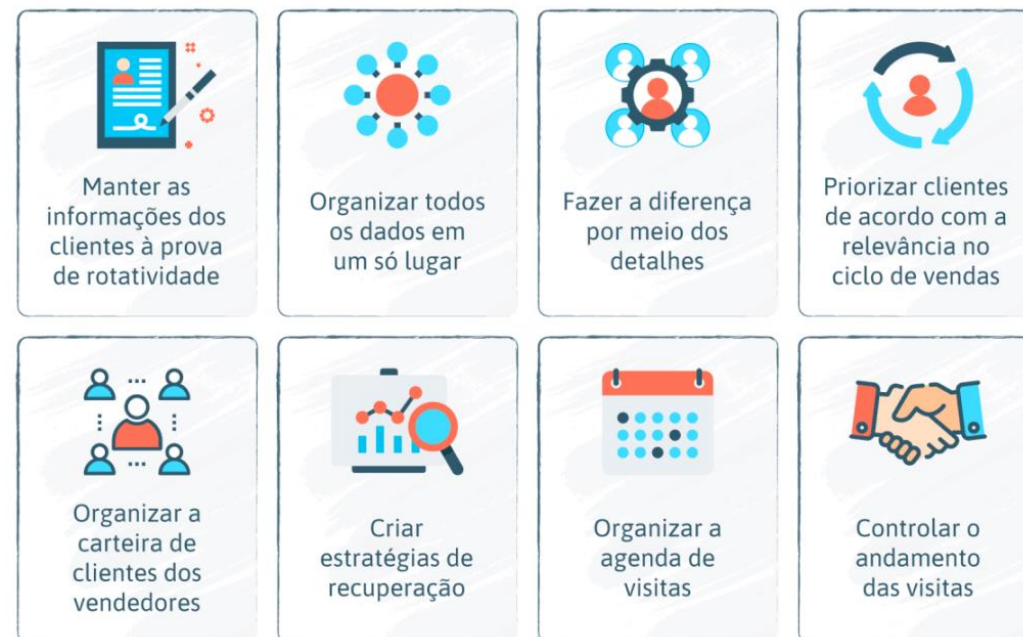 Manter as
informações dos
clientes à prova
de rotatividade
Organizar todos
os dados em
um só lugar
Fazer a diferença
por meio dos
detalhes
Priorizar clientes
de acordo com a
relevância no
ciclo de vendas
Organizar a
carteira de
clientes dos
vendedores
Criar
estratégias de
recuperação
Organizar a
agenda de
visitas
Controlar o
andamento
das visitas